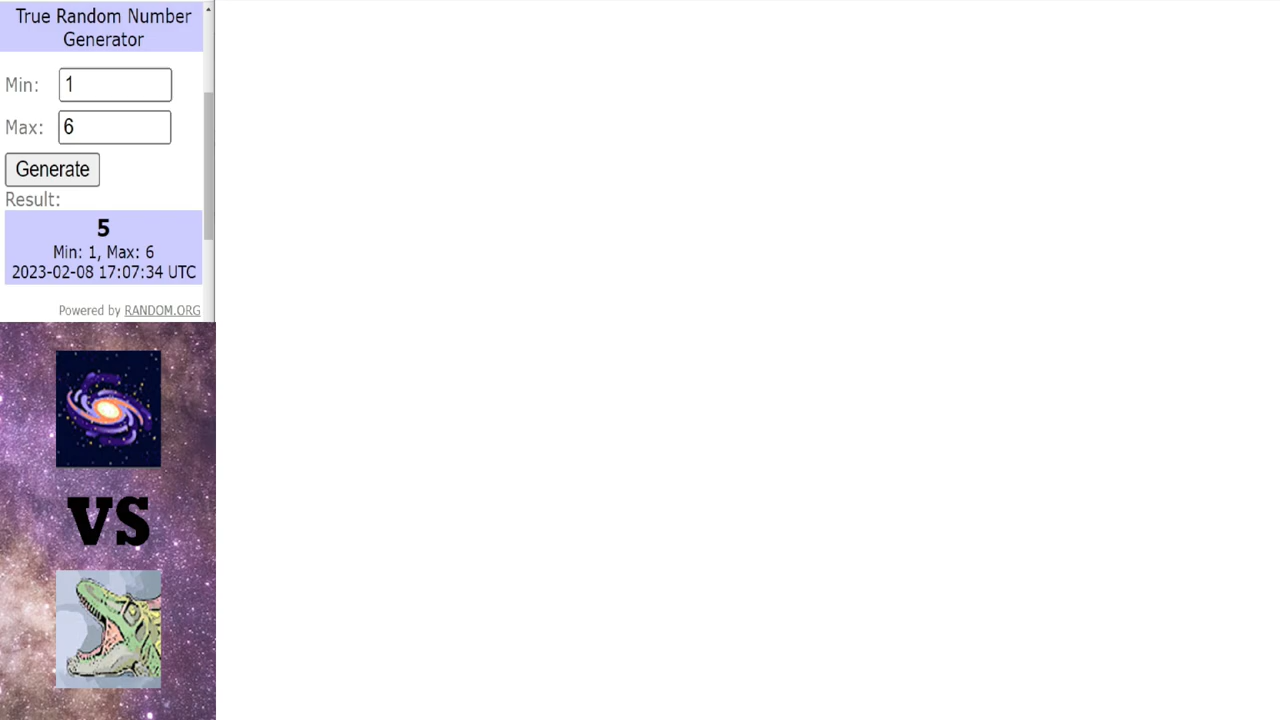 True Random Number
Generator
Min: 1
Max: 6
Generate
Result:
5
Min: 1, Max: 6
2023-02-08 17:07:34 UTC
Powered by RANDOM.ORG
VS